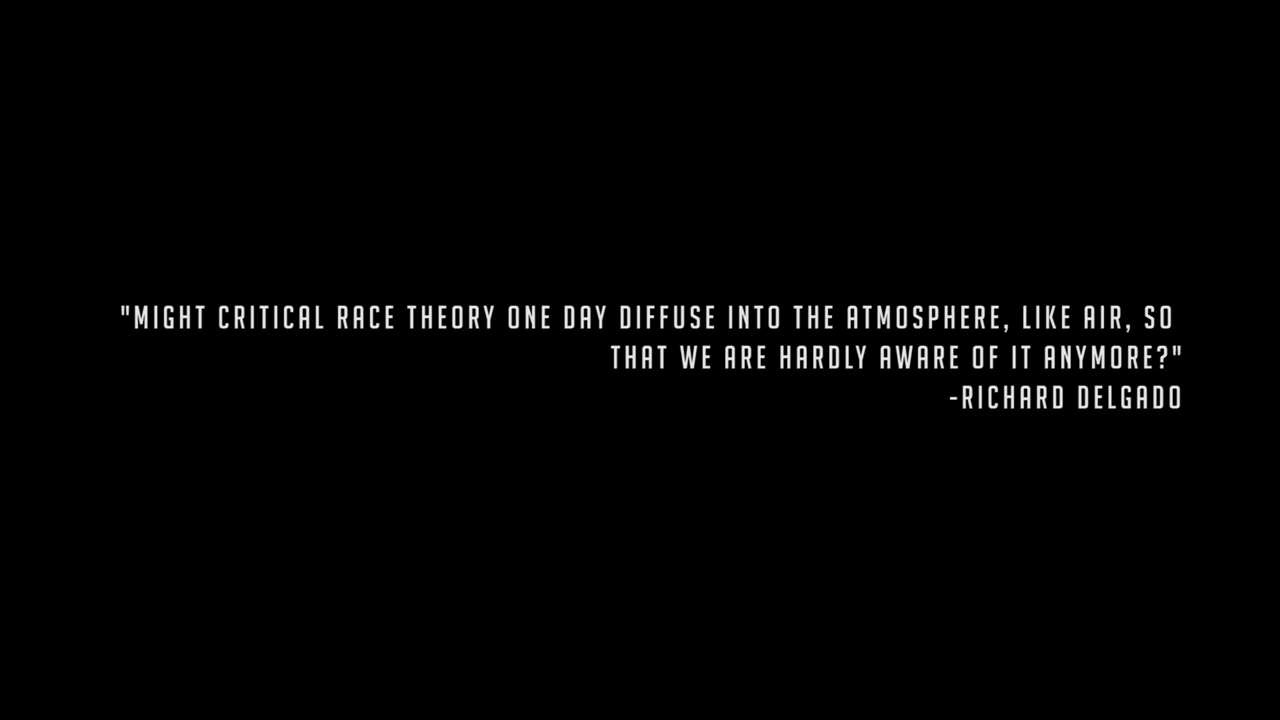 "MIGHT CRITICAL RACE THEORY ONE DAY DIFFUSE INTO THE ATMOSPHERE, LIKE AIR, SO
THAT WE ARE HARDLY AWARE OF IT ANYMORE?"
-RICHARD DELGADO